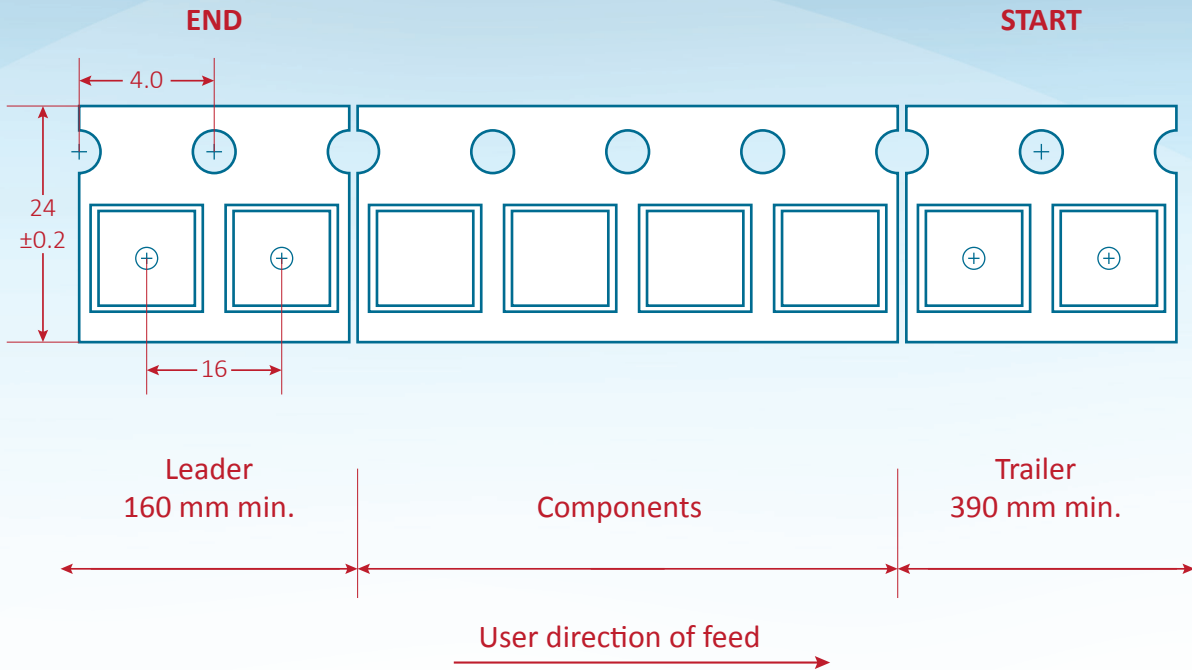 END
START
4.0
24
±0.2
16
Leader
160 mm min.
Components
Trailer
390 mm min.
User direction of feed